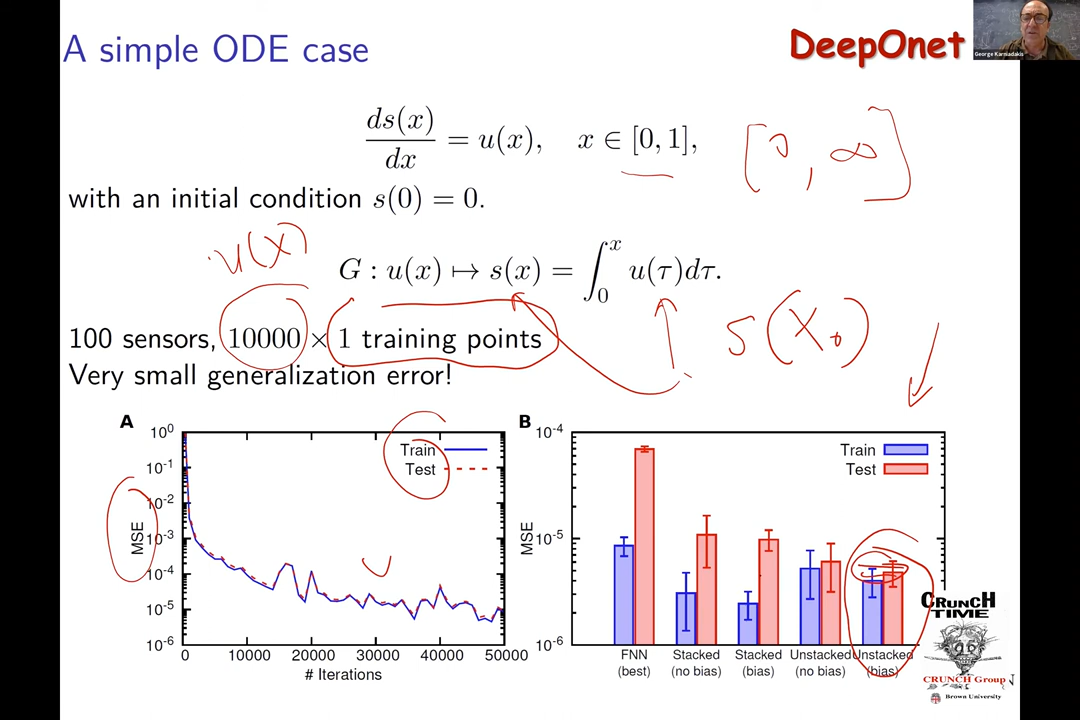 A simple ODE case
DeepOnet
George Karniadakis
ds(x)/dx = u(x), x ∈ [0, 1],
[0, ∞]
with an initial condition s(0) = 0.
u(x)
G : u(x) ↦ s(x) = ∫₀ˣ u(τ)dτ.
100 sensors, 10000 × 1 training points
s(x₀)
Very small generalization error!
A
MSE
10⁰
10⁻¹
10⁻²
10⁻³
10⁻⁴
10⁻⁵
10⁻⁶
Train
Test
0 10000 20000 30000 40000 50000
# Iterations
B
MSE
10⁻⁴
10⁻⁵
10⁻⁶
Train
Test
FNN (best)
Stacked (no bias)
Stacked (bias)
Unstacked (no bias)
Unstacked (bias)
CRUNCH
TIME
CRUNCH Group
Brown University